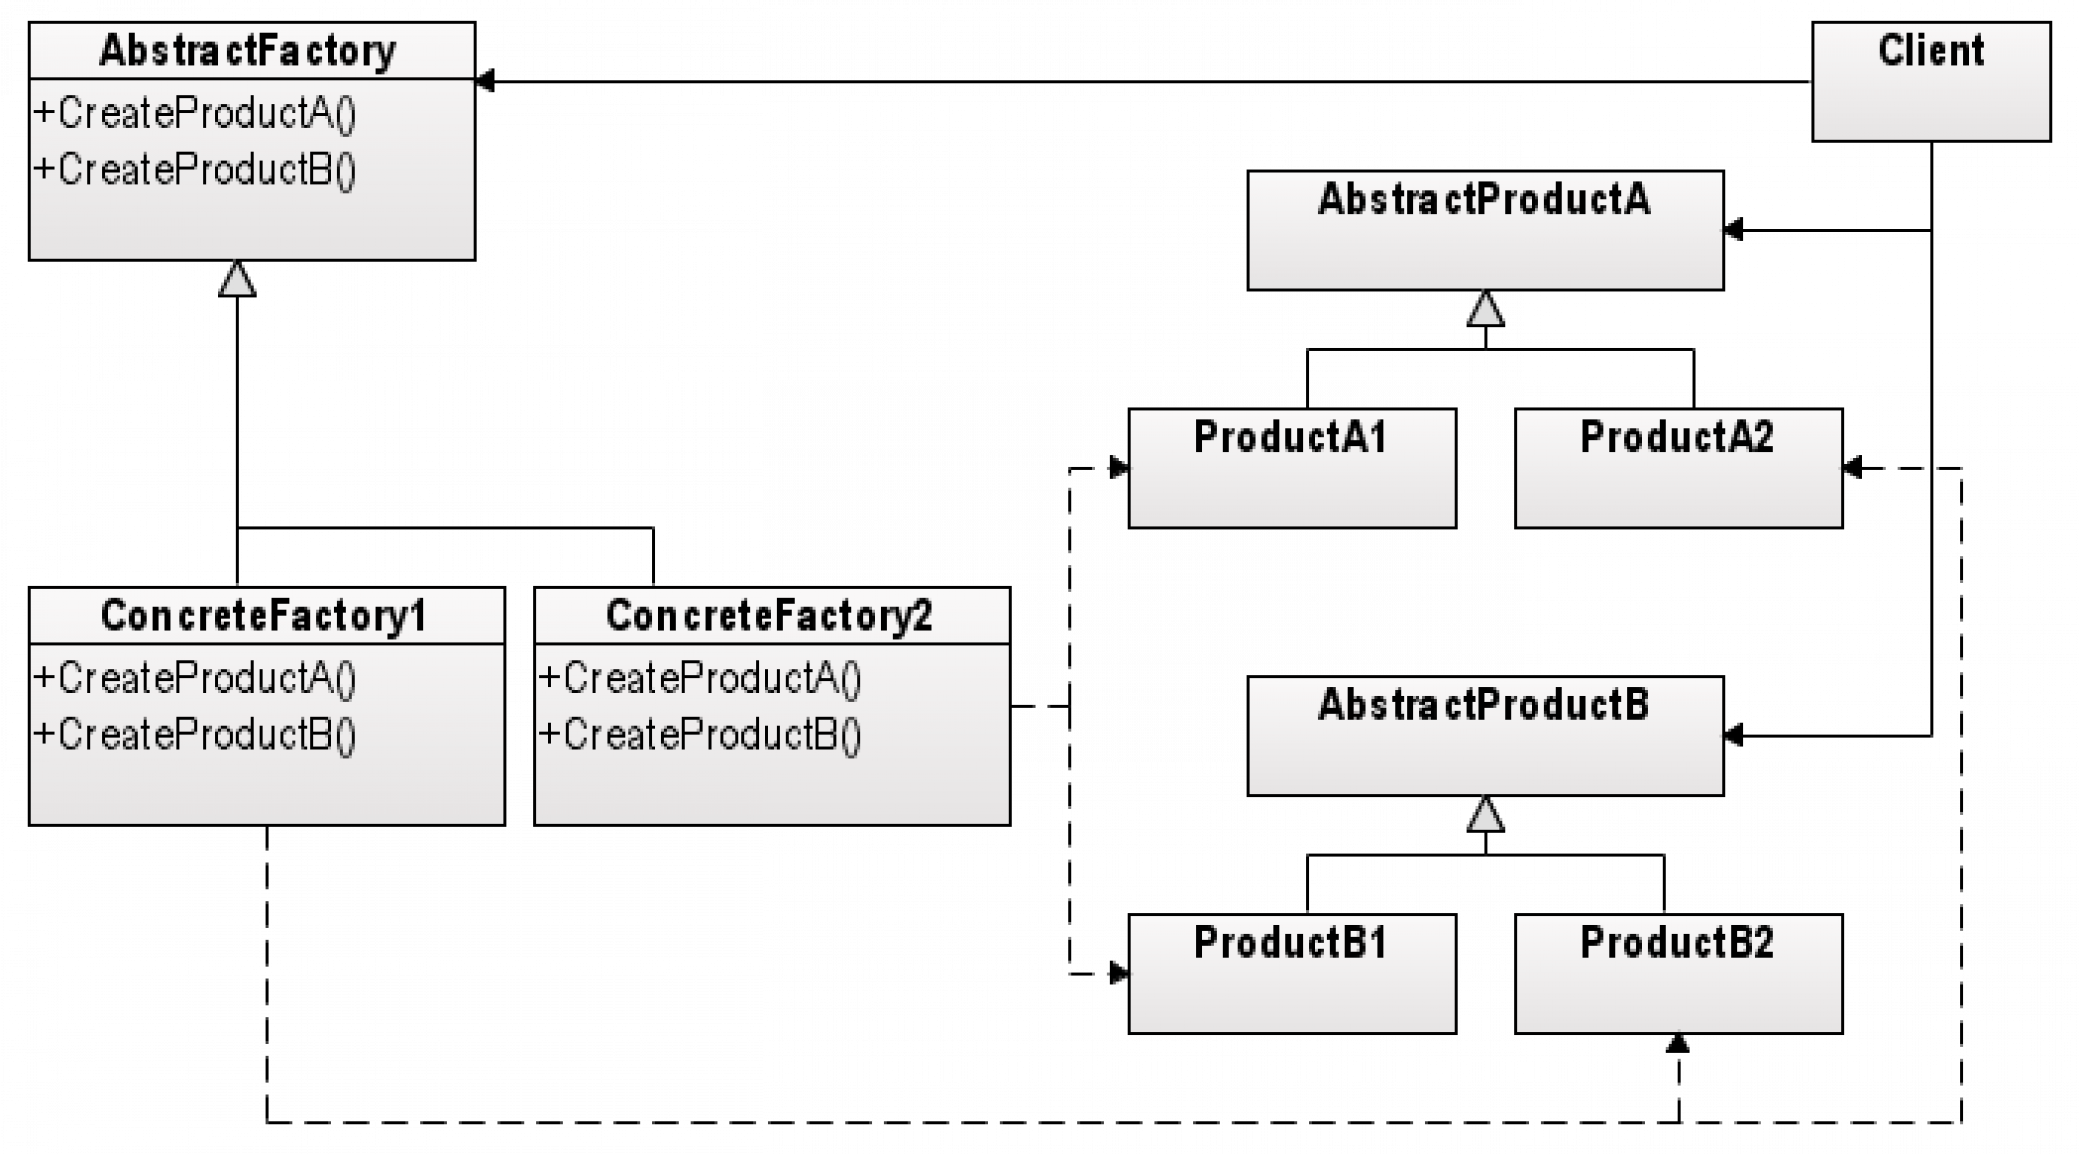 AbstractFactory
+CreateProductA()
+CreateProductB()
Client
AbstractProductA
ProductA1
ProductA2
ConcreteFactory1
+CreateProductA()
+CreateProductB()
ConcreteFactory2
+CreateProductA()
+CreateProductB()
AbstractProductB
ProductB1
ProductB2